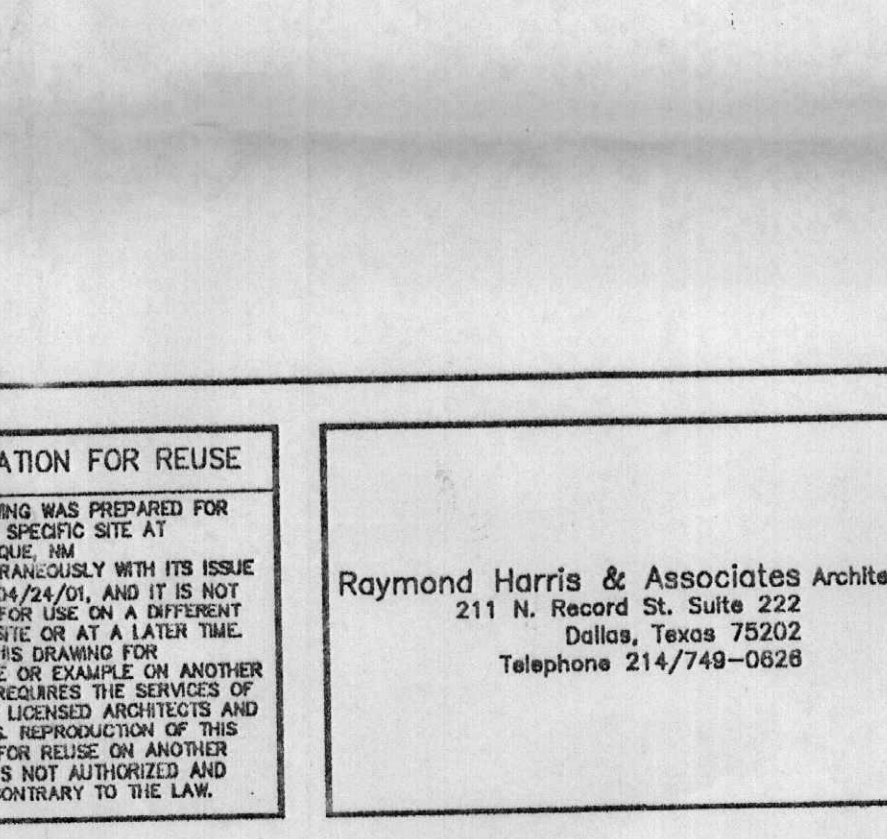 ATION FOR REUSE
ING WAS PREPARED FOR
SPECIFIC SITE AT
QUE, NM
RANEOUSLY WITH ITS ISSUE
04/24/01, AND IT IS NOT
FOR USE ON A DIFFERENT
SITE OR AT A LATER TIME.
HIS DRAWING FOR
E OR EXAMPLE ON ANOTHER
REQUIRES THE SERVICES OF
LICENSED ARCHITECTS AND
S. REPRODUCTION OF THIS
FOR REUSE ON ANOTHER
S NOT AUTHORIZED AND
ONTRARY TO THE LAW.
Raymond Harris & Associates Archite
211 N. Record St. Suite 222
Dallas, Texas 75202
Telephone 214/749-0626